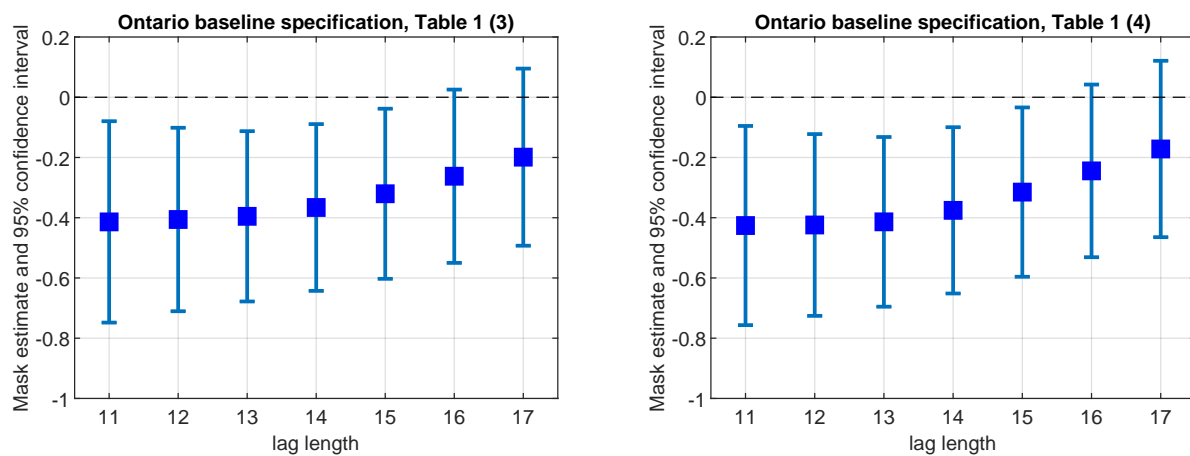 Ontario baseline specification, Table 1 (3)
Mask estimate and 95% confidence interval
0.2
0
-0.2
-0.4
-0.6
-0.8
-1
11 12 13 14 15 16 17
lag length
Ontario baseline specification, Table 1 (4)
Mask estimate and 95% confidence interval
0.2
0
-0.2
-0.4
-0.6
-0.8
-1
11 12 13 14 15 16 17
lag length